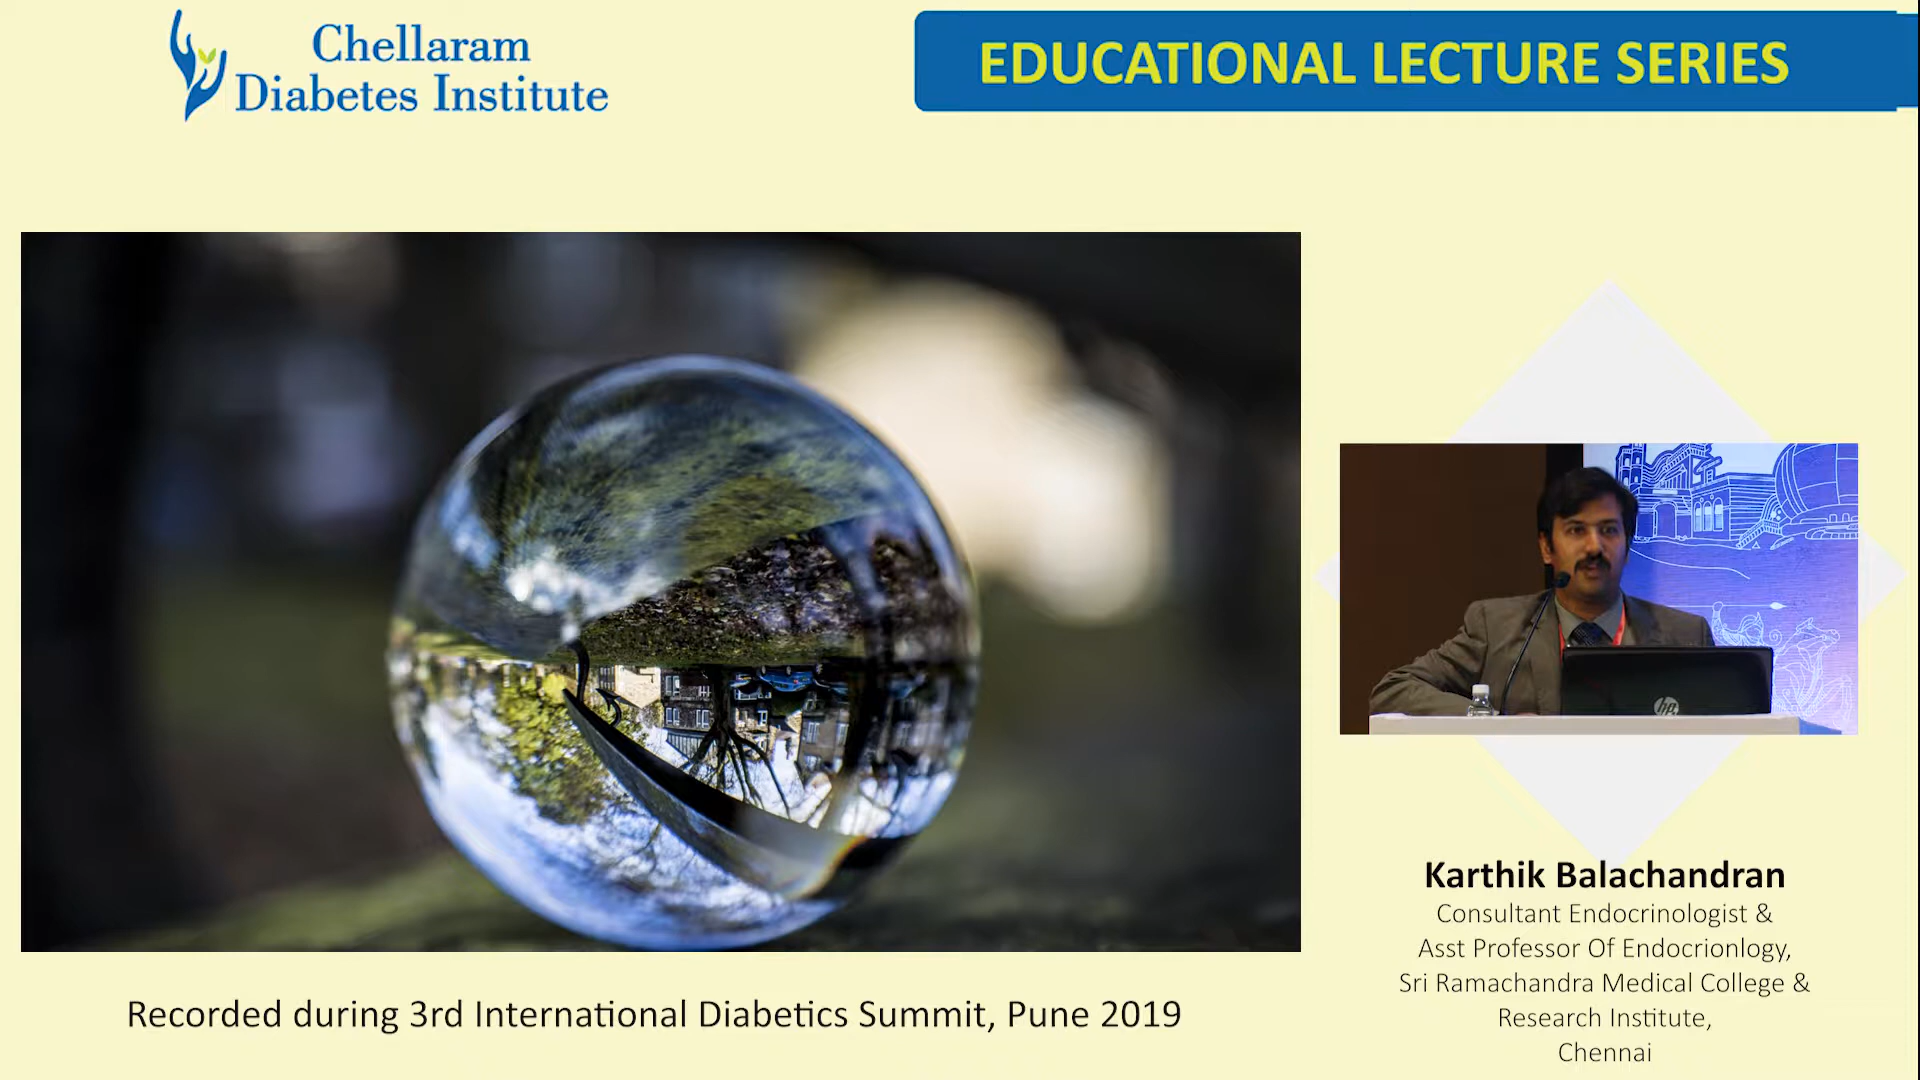 Chellaram
Diabetes Institute
EDUCATIONAL LECTURE SERIES
hp
Karthik Balachandran
Consultant Endocrinologist &
Asst Professor Of Endocrionlogy,
Sri Ramachandra Medical College &
Research Institute,
Chennai
Recorded during 3rd International Diabetics Summit, Pune 2019